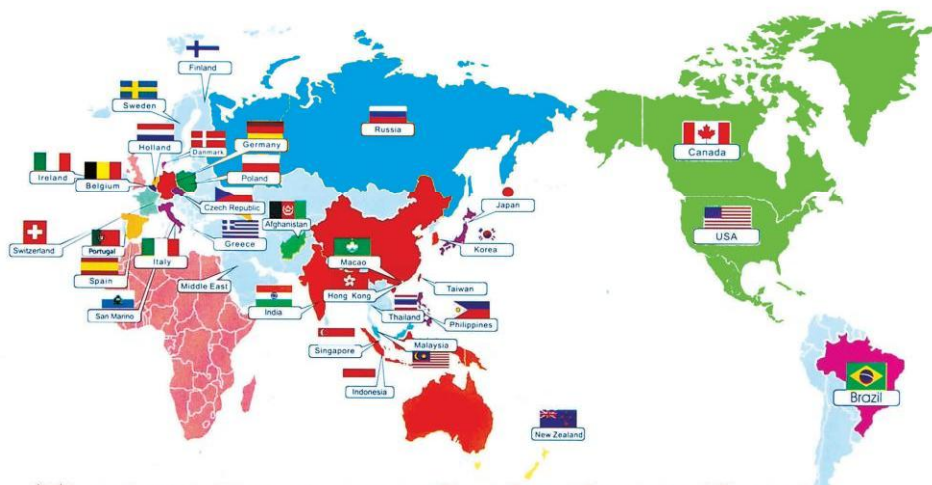 Finland
Sweden
Russia
Holland
Danmark
Germany
Canada
Ireland
Belgium
Poland
Czech Republic
Japan
Afghanistan
Switzerland
Portugal
Italy
Greece
Macao
Korea
USA
Spain
Middle East
Hong Kong
Taiwan
San Marino
India
Thailand
Philippines
Singapore
Malaysia
Indonesia
Brazil
New Zealand